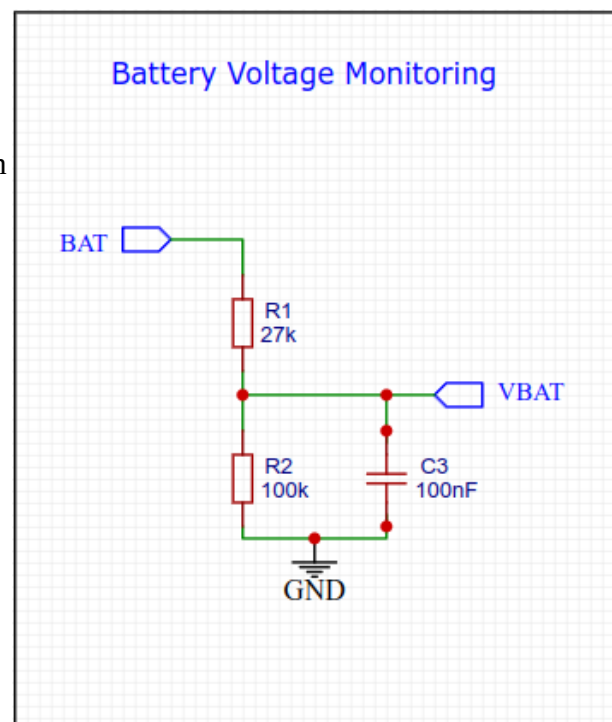 Battery Voltage Monitoring
n
BAT
R1
27k
VBAT
R2
100k
C3
100nF
GND